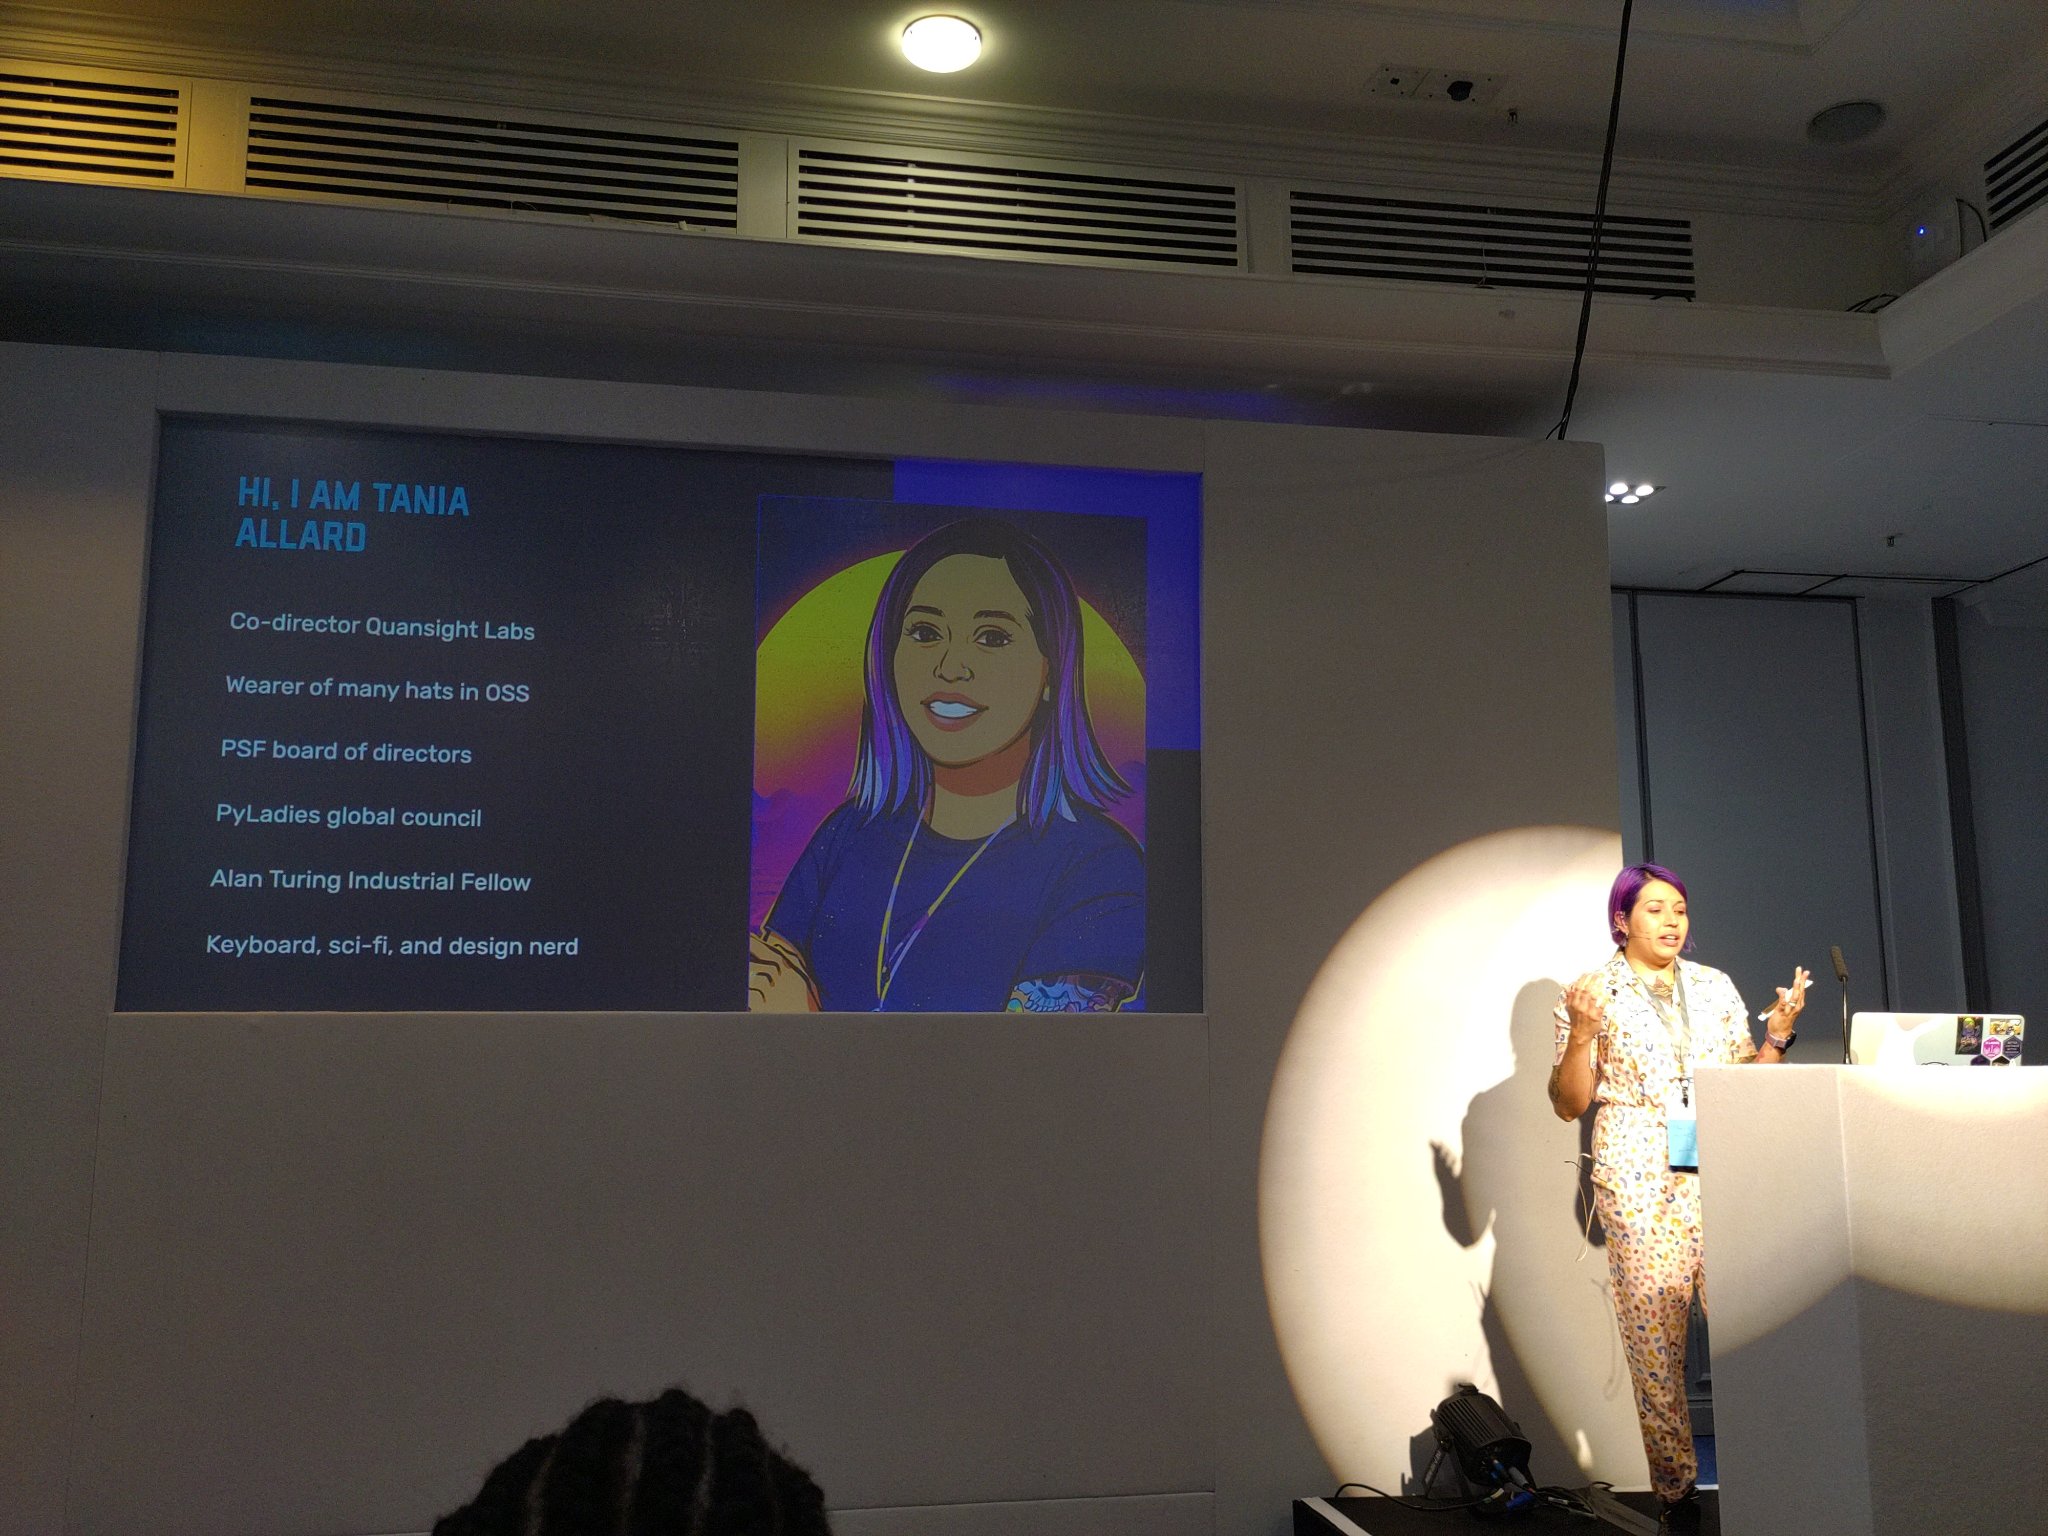 HI, I AM TANIA
ALLARD
Co-director Quansight Labs
Wearer of many hats in OSS
PSF board of directors
PyLadies global council
Alan Turing Industrial Fellow
Keyboard, sci-fi, and design nerd